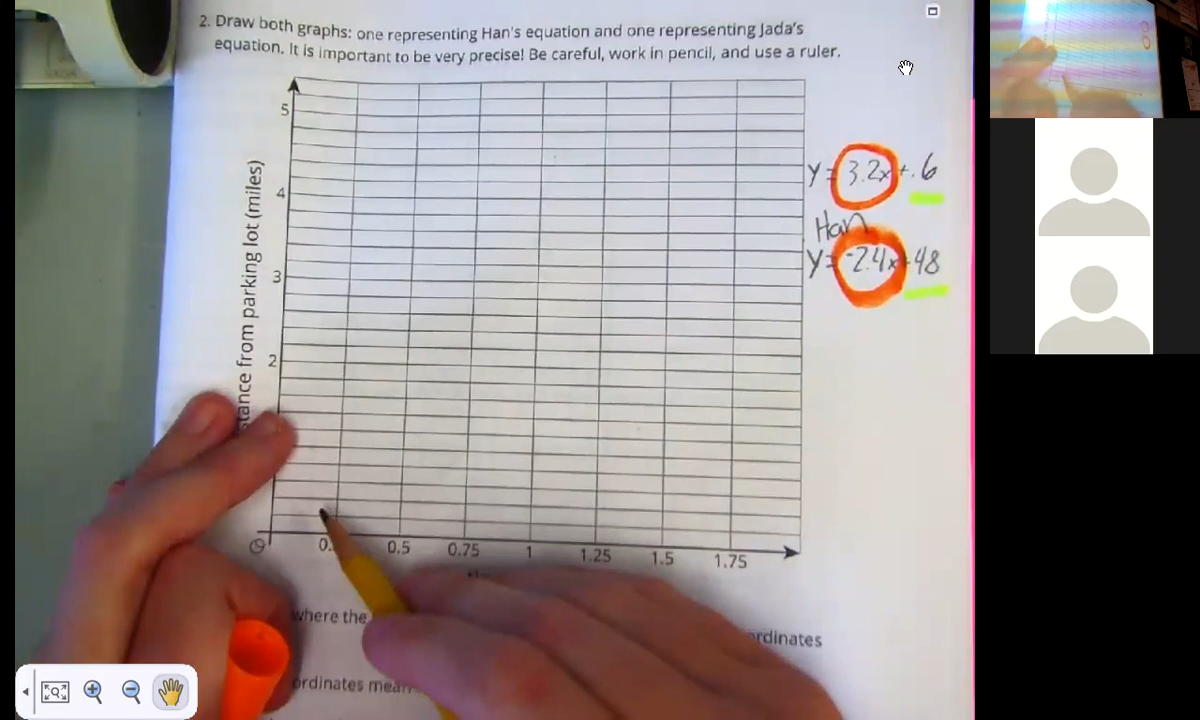 2. Draw both graphs: one representing Han's equation and one representing Jada's
equation. It is important to be very precise! Be careful, work in pencil, and use a ruler.
5
4
3
2
stance from parking lot (miles)
y = 3.2x + .6
Han
y = -2.4x + 48
0.5
0.75
1
1.25
1.5
1.75
where the
ordinates
ordinates mean